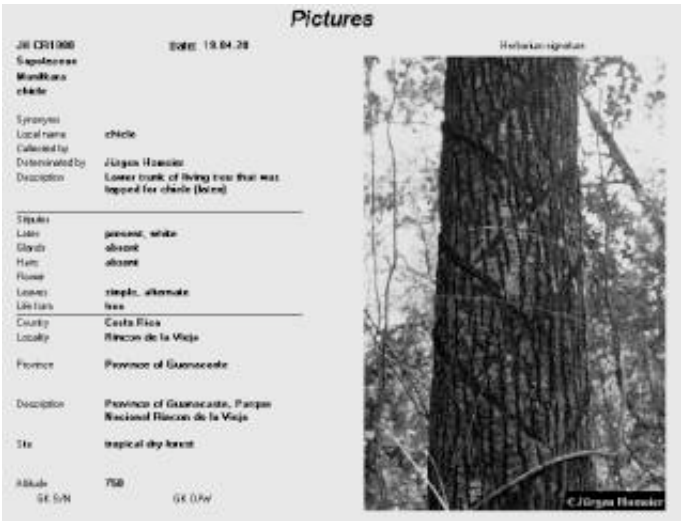 Pictures
JH CR1000 Date: 19.04.20 Herbarium signature
Sapotaceae
Manilkara
chicle
Synonyms
Local name chicle
Collected by
Determinated by Jürgen Homeier
Description Lower trunk of living tree that was
tapped for chicle (latex)
Stipules
Latex present, white
Glands absent
Hairs absent
Flower
Leaves simple, alternate
Life form tree
Country Costa Rica
Locality Rincon de la Vieja
Province Province of Guanacaste
Description Province of Guanacaste, Parque
Nacional Rincon de la Vieja
Site tropical dry forest
Altitude 750
GK S/N GK O/W
©Jürgen Homeier